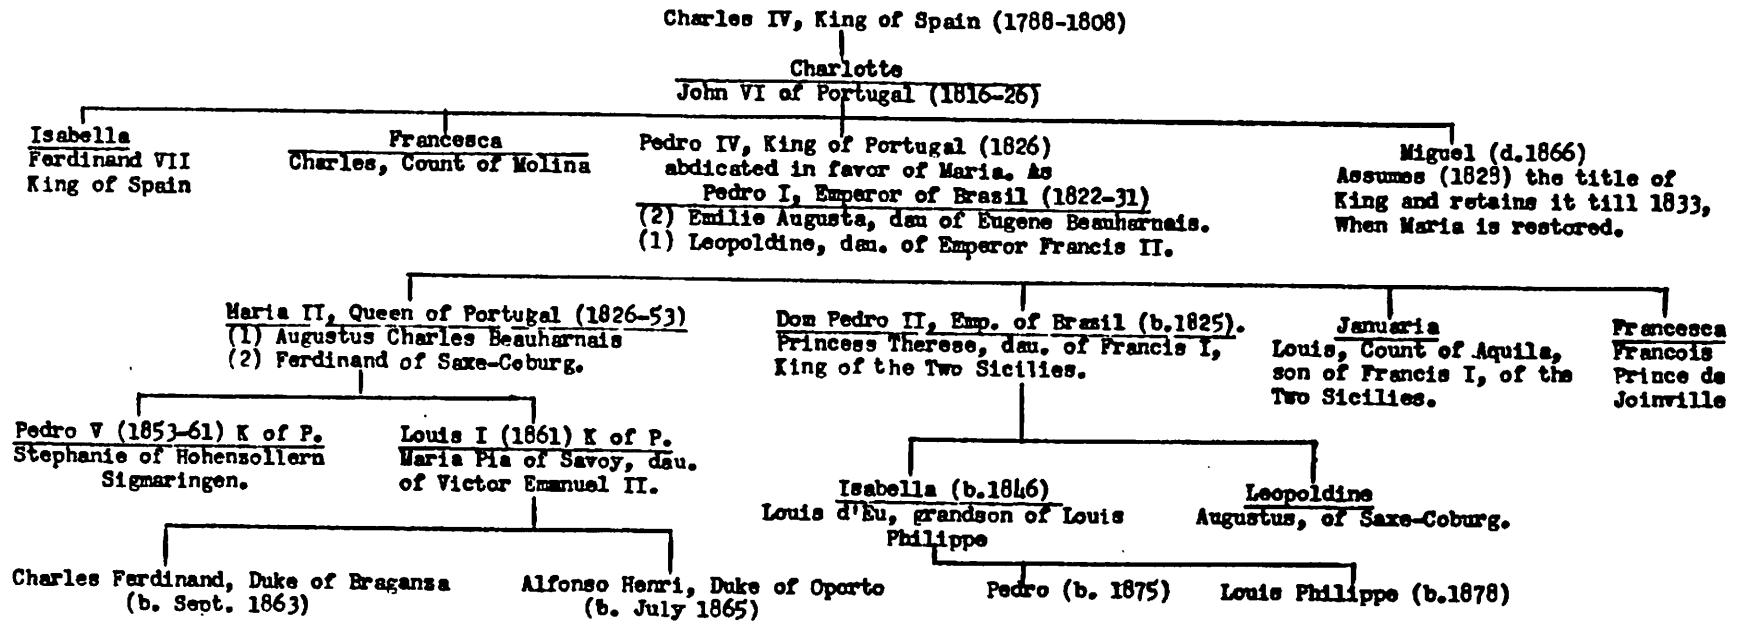 Charles IV, King of Spain (1788-1808)
Charlotte
John VI of Portugal (1816-26)
Isabella
Ferdinand VII
King of Spain
Francesca
Charles, Count of Molina
Pedro IV, King of Portugal (1826)
abdicated in favor of Maria. As
Pedro I, Emperor of Brasil (1822-31)
(2) Emilie Augusta, dau of Eugene Beauharnais.
(1) Leopoldine, dau. of Emperor Francis II.
Miguel (d.1866)
Assumes (1828) the title of
King and retains it till 1833,
When Maria is restored.
Maria II, Queen of Portugal (1826-53)
(1) Augustus Charles Beauharnais
(2) Ferdinand of Saxe-Coburg.
Dom Pedro II, Emp. of Brasil (b.1825).
Princess Therese, dau. of Francis I,
King of the Two Sicilies.
Januaria
Louis, Count of Aquila,
son of Francis I, of the
Two Sicilies.
Francesca
Francois
Prince de
Joinville
Pedro V (1853-61) K of P.
Stephanie of Hohenzollern
Sigmaringen.
Louis I (1861) K of P.
Maria Pia of Savoy, dau.
of Victor Emanuel II.
Isabella (b.1846)
Louis d'Eu, grandson of Louis
Philippe
Leopoldine
Augustus, of Saxe-Coburg.
Charles Ferdinand, Duke of Braganza
(b. Sept. 1863)
Alfonso Henri, Duke of Oporto
(b. July 1865)
Pedro (b. 1875)
Louis Philippe (b.1878)